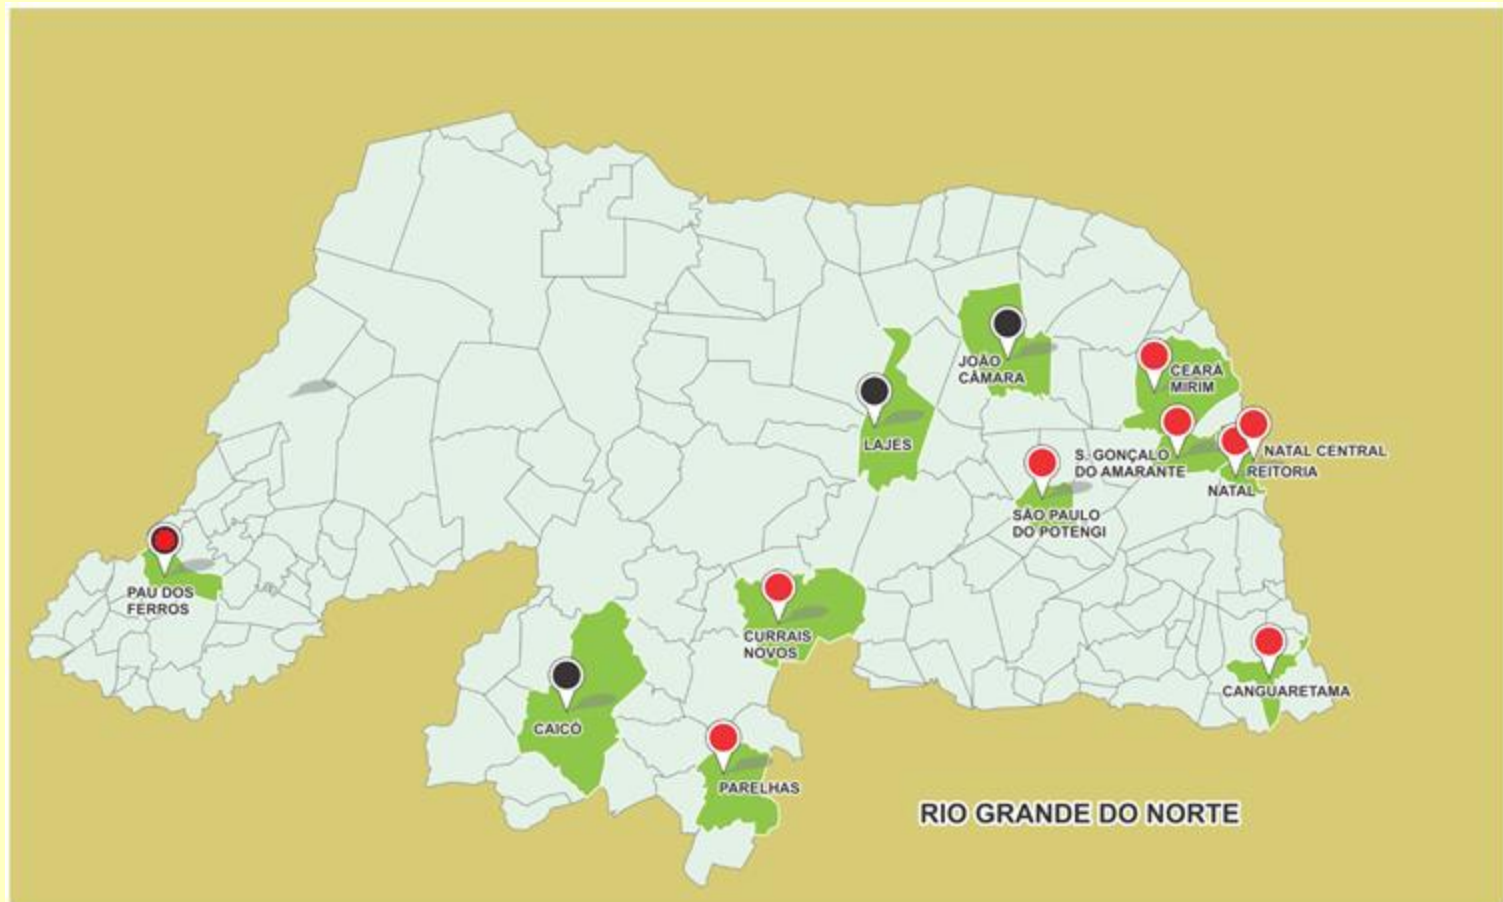 JOÃO
CÂMARA
CEARÁ
MIRIM
LAJES
S. GONÇALO
DO AMARANTE
NATAL CENTRAL
REITORIA
NATAL
SÃO PAULO
DO POTENGI
PAU DOS
FERROS
CURRAIS
NOVOS
CANGUARETAMA
CAICÓ
PARELHAS
RIO GRANDE DO NORTE